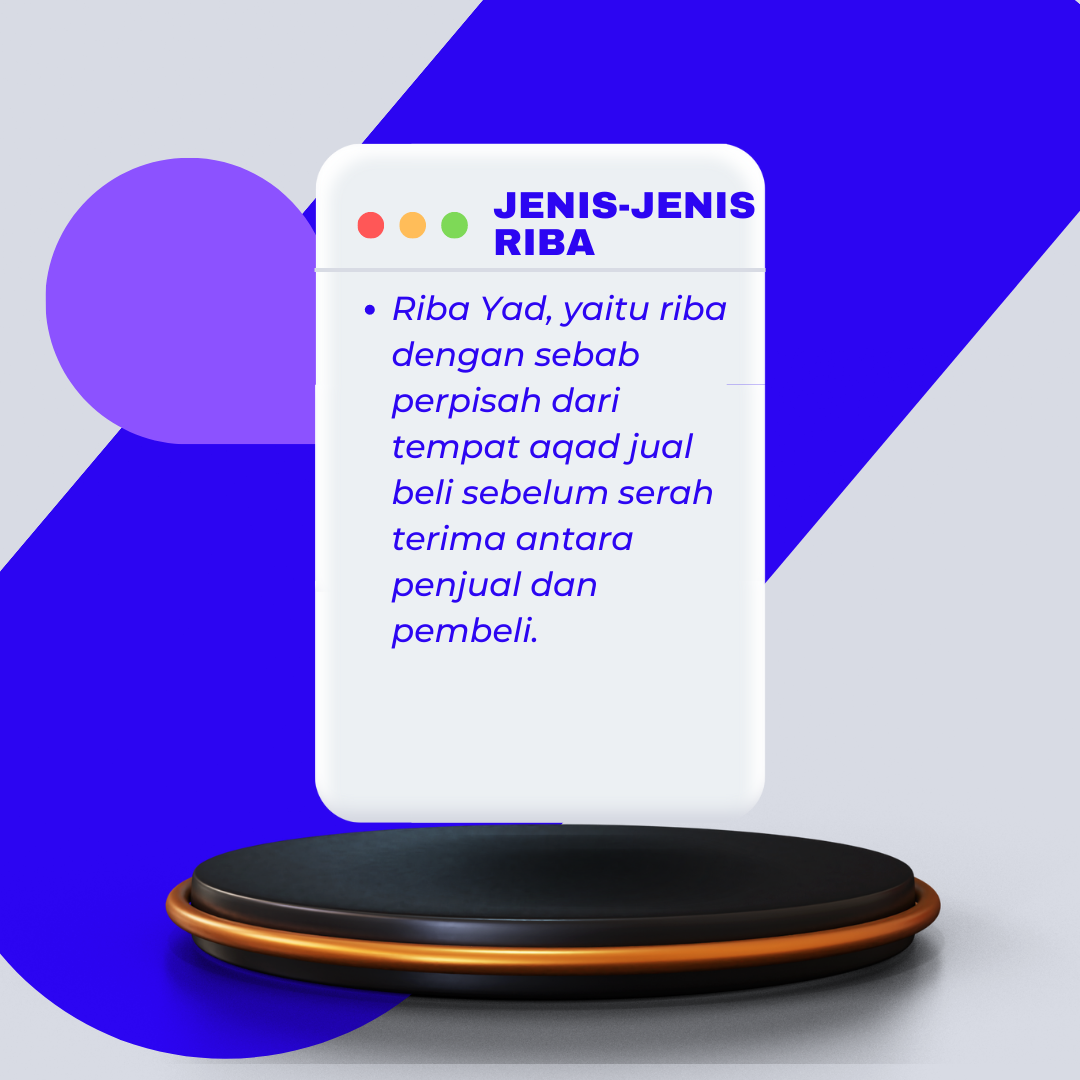 JENIS-JENIS
RIBA
• Riba Yad, yaitu riba
dengan sebab
perpisah dari
tempat aqad jual
beli sebelum serah
terima antara
penjual dan
pembeli.